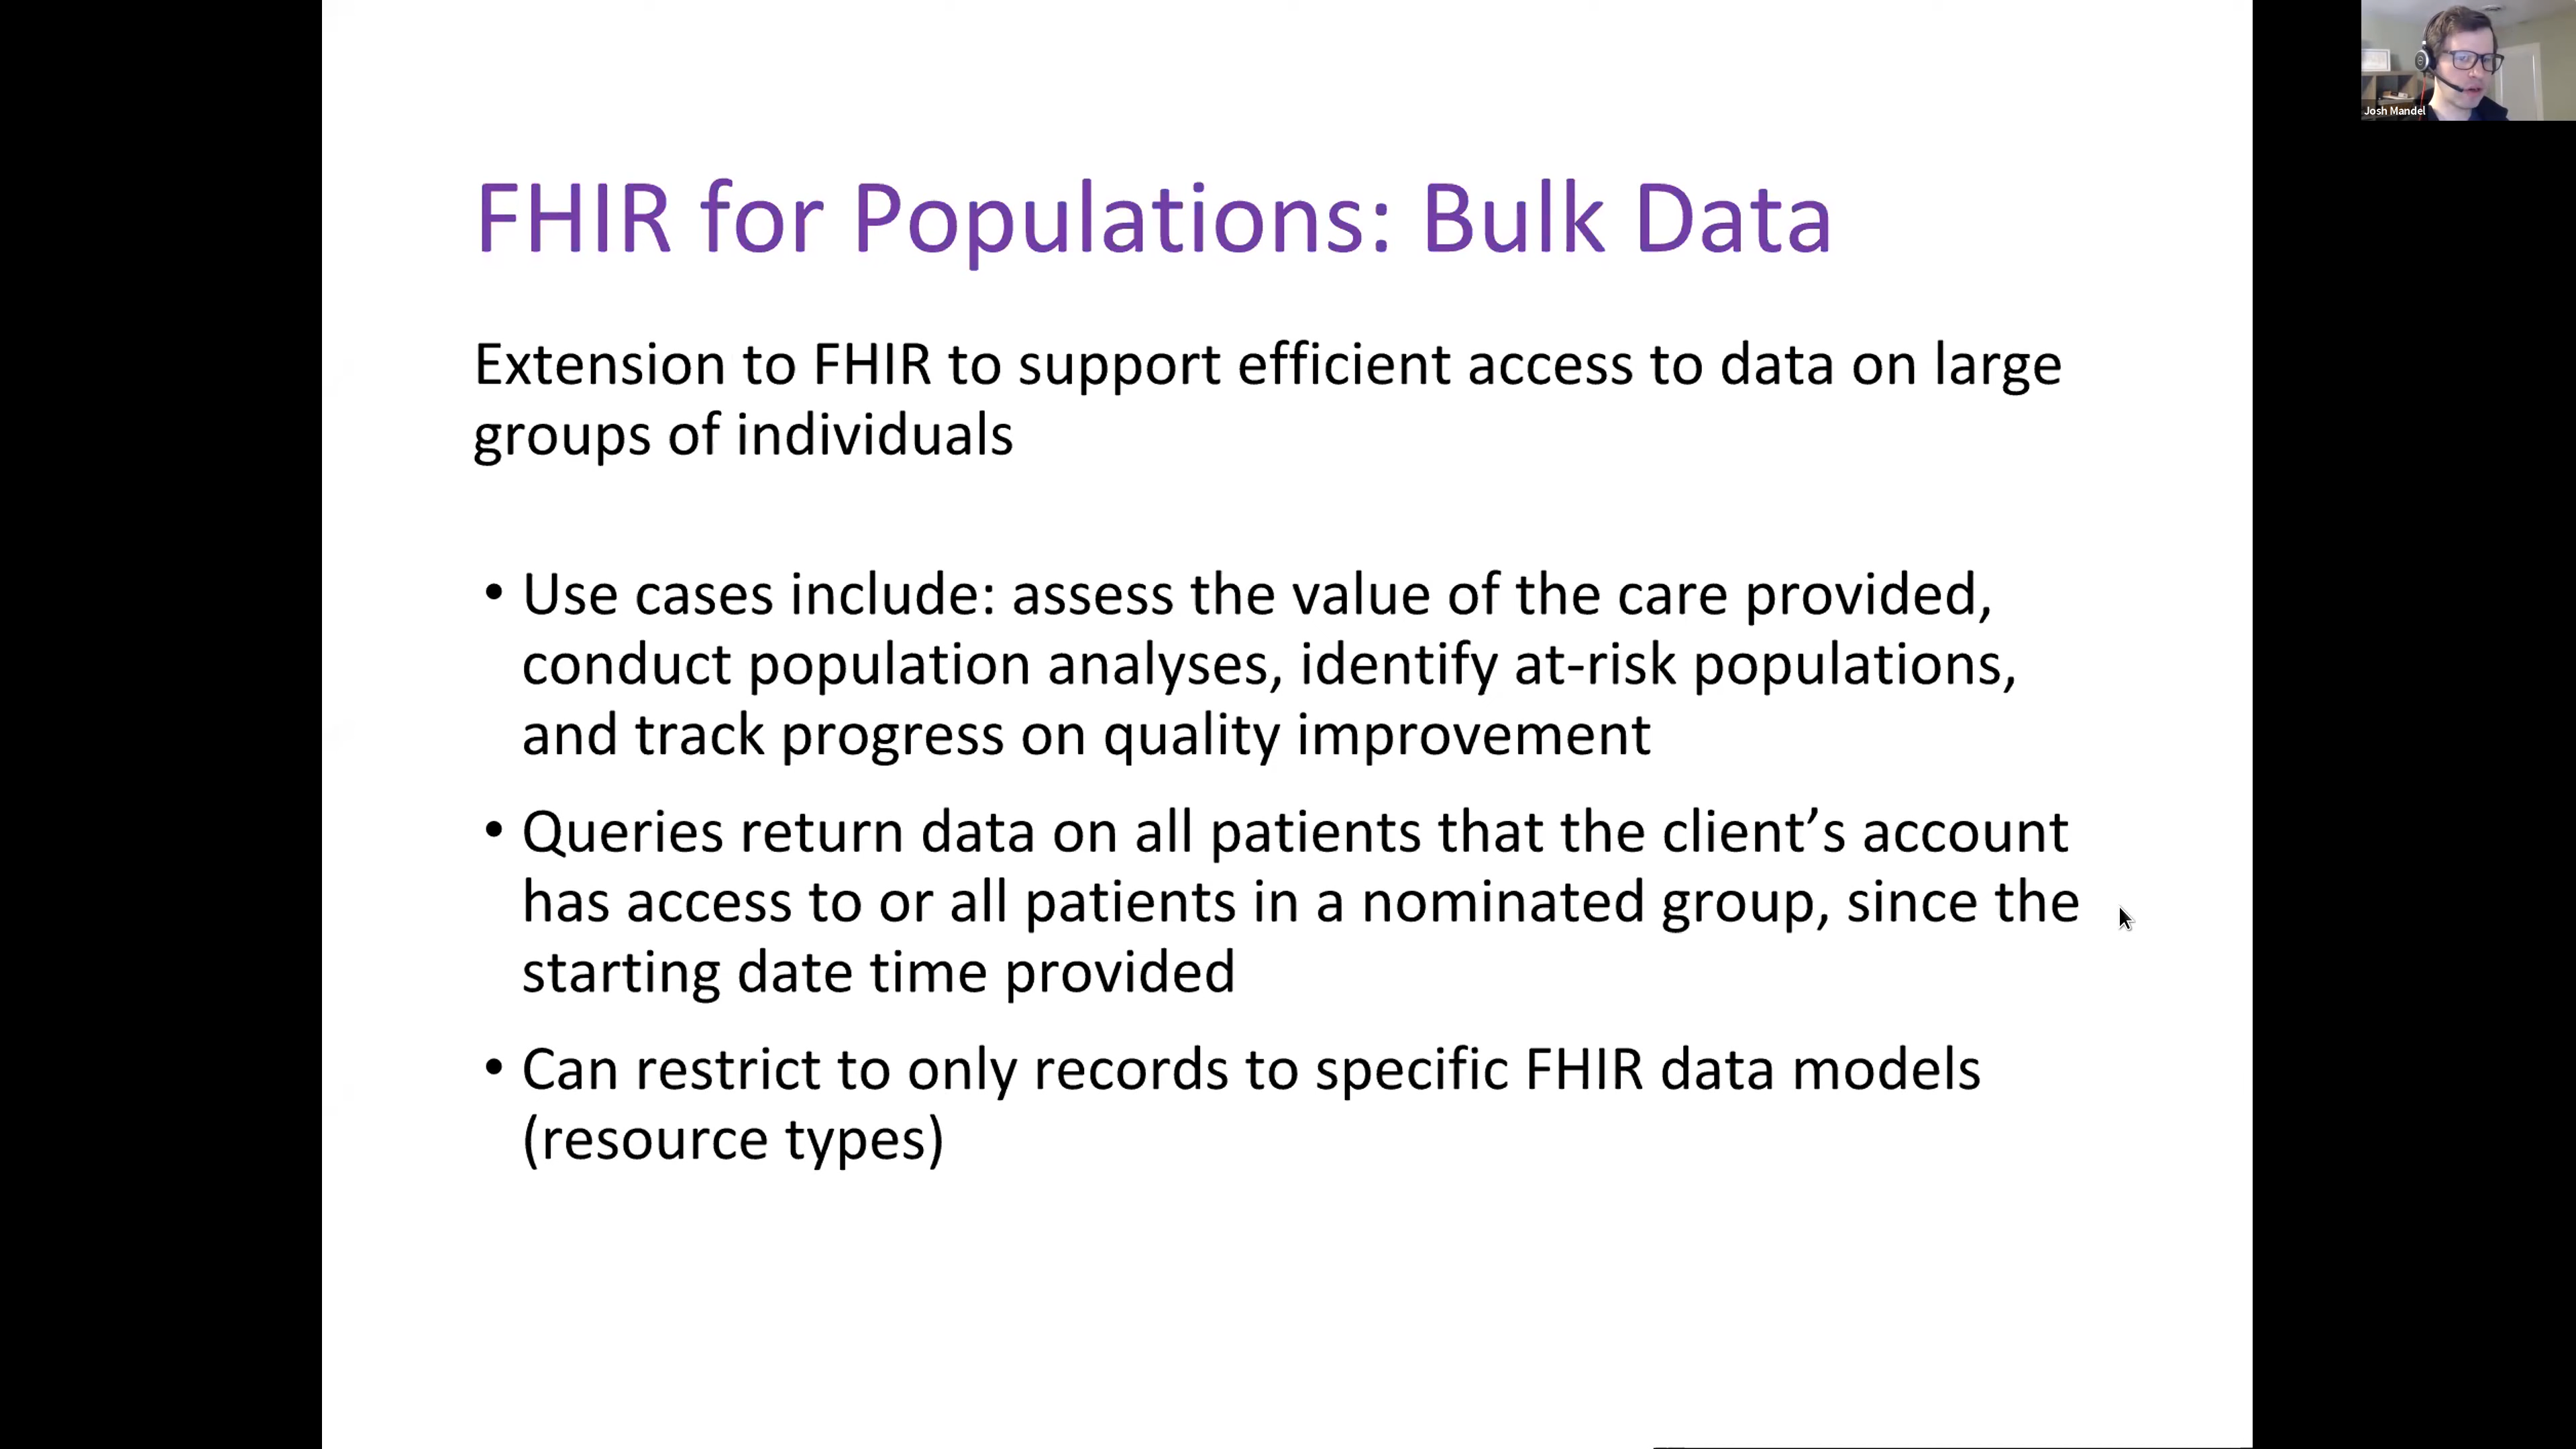 Josh Mandel
FHIR for Populations: Bulk Data
Extension to FHIR to support efficient access to data on large
groups of individuals
• Use cases include: assess the value of the care provided,
conduct population analyses, identify at-risk populations,
and track progress on quality improvement
• Queries return data on all patients that the client’s account
has access to or all patients in a nominated group, since the
starting date time provided
• Can restrict to only records to specific FHIR data models
(resource types)